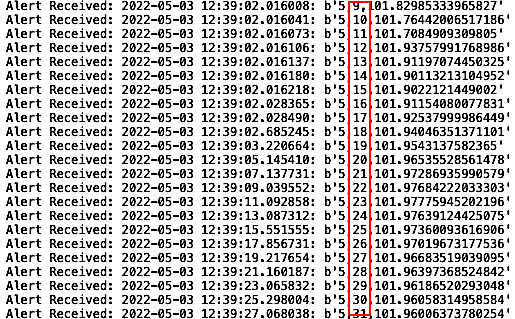 Alert Received: 2022-05-03 12:39:02.016008: b'5,9,101.82985333965827'
Alert Received: 2022-05-03 12:39:02.016041: b'5,10,101.76442006517186'
Alert Received: 2022-05-03 12:39:02.016073: b'5,11,101.7084909309805'
Alert Received: 2022-05-03 12:39:02.016106: b'5,12,101.93757991768986'
Alert Received: 2022-05-03 12:39:02.016137: b'5,13,101.91197074450325'
Alert Received: 2022-05-03 12:39:02.016180: b'5,14,101.90113213104952'
Alert Received: 2022-05-03 12:39:02.016218: b'5,15,101.9022121449002'
Alert Received: 2022-05-03 12:39:02.028365: b'5,16,101.91154080077831'
Alert Received: 2022-05-03 12:39:02.028490: b'5,17,101.92537999986449'
Alert Received: 2022-05-03 12:39:02.685245: b'5,18,101.94046351371101'
Alert Received: 2022-05-03 12:39:03.220664: b'5,19,101.9543137582365'
Alert Received: 2022-05-03 12:39:05.145410: b'5,20,101.96535528561478'
Alert Received: 2022-05-03 12:39:07.137731: b'5,21,101.97286935990579'
Alert Received: 2022-05-03 12:39:09.039552: b'5,22,101.97684222033303'
Alert Received: 2022-05-03 12:39:11.092858: b'5,23,101.97775945202196'
Alert Received: 2022-05-03 12:39:13.087312: b'5,24,101.97639124425075'
Alert Received: 2022-05-03 12:39:15.551555: b'5,25,101.97360093616906'
Alert Received: 2022-05-03 12:39:17.856731: b'5,26,101.97019673177536'
Alert Received: 2022-05-03 12:39:19.217654: b'5,27,101.96683519039095'
Alert Received: 2022-05-03 12:39:21.160187: b'5,28,101.96397368524842'
Alert Received: 2022-05-03 12:39:23.065832: b'5,29,101.96186520293048'
Alert Received: 2022-05-03 12:39:25.298004: b'5,30,101.96058314958584'
Alert Received: 2022-05-03 12:39:27.068038: b'5,31,101.96006373780254'